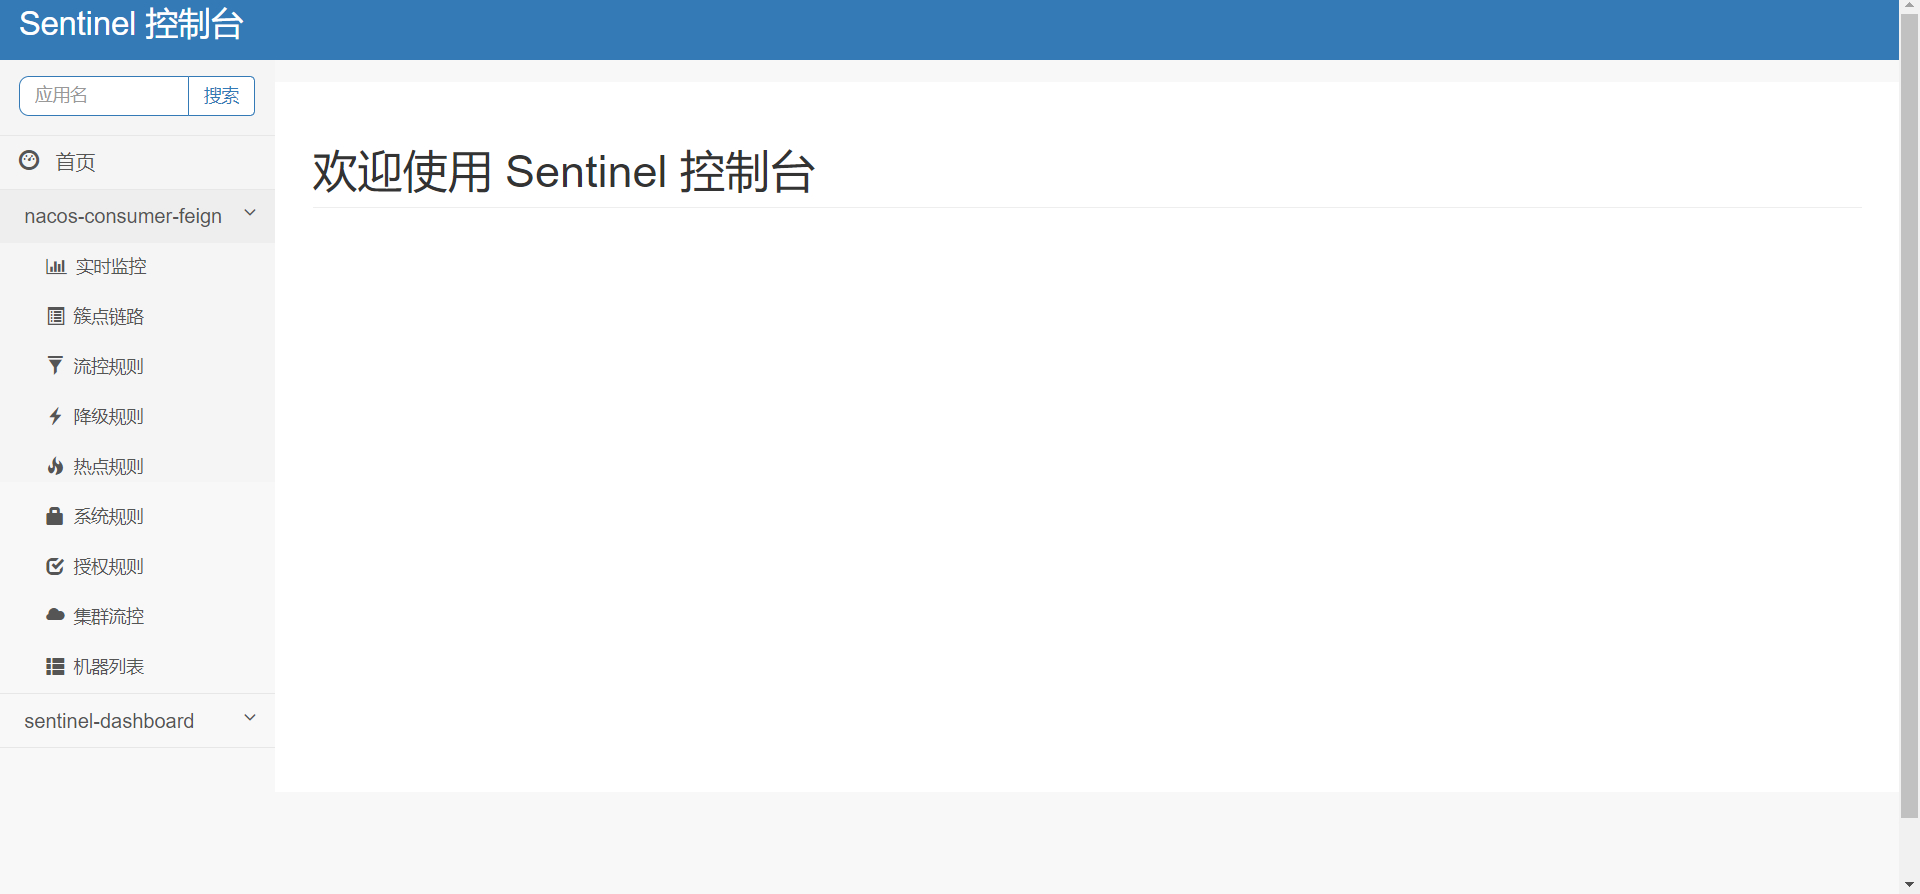 Sentinel 控制台
应用名
搜索
首页
nacos-consumer-feign
实时监控
簇点链路
流控规则
降级规则
热点规则
系统规则
授权规则
集群流控
机器列表
sentinel-dashboard
欢迎使用 Sentinel 控制台